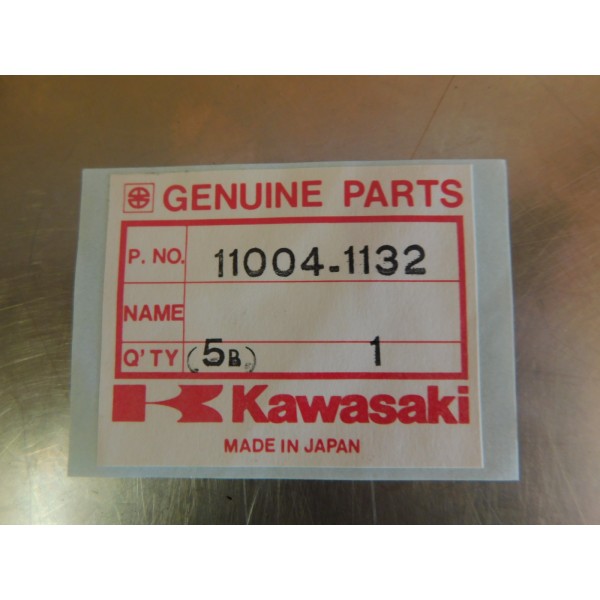 GENUINE PARTS
P. NO. 11004-1132
NAME
Q'TY (5B) 1
Kawasaki
MADE IN JAPAN